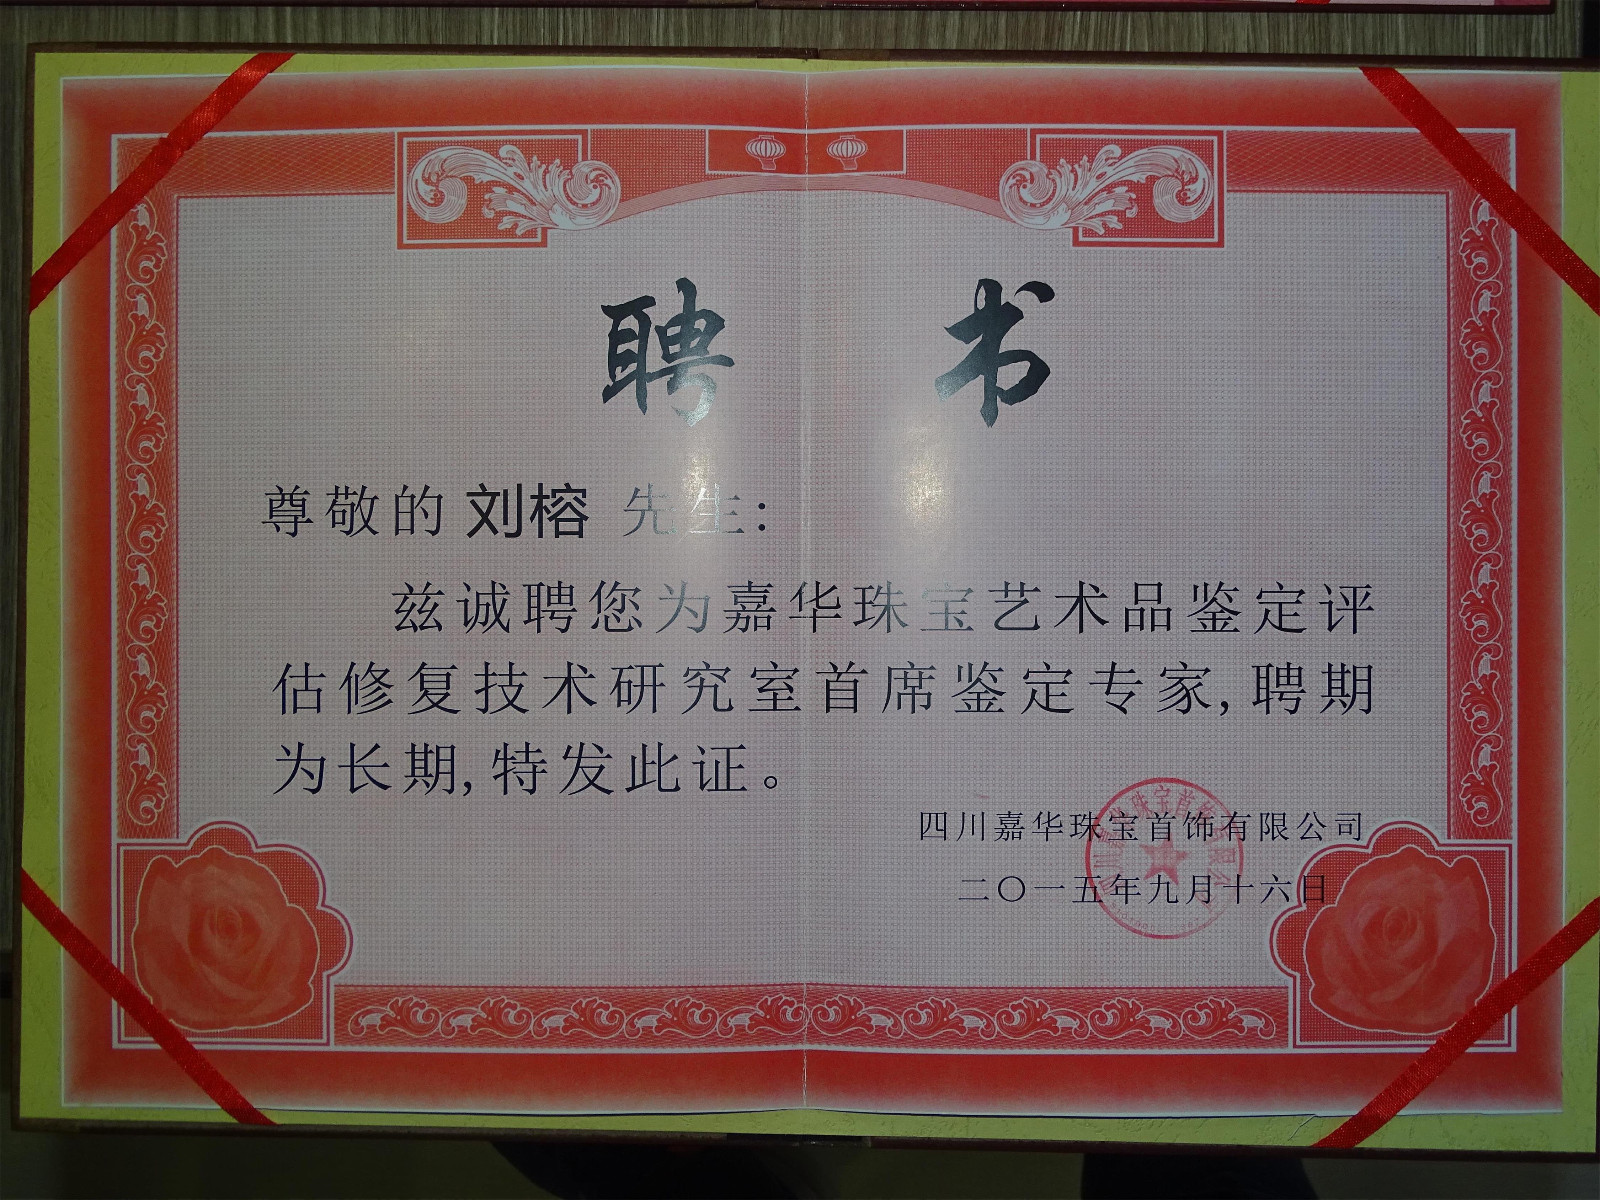 聘书
尊敬的 刘榕 先生:
兹诚聘您为嘉华珠宝艺术品鉴定评
估修复技术研究室首席鉴定专家,聘期
为长期,特发此证。
四川嘉华珠宝首饰有限公司
二〇一五年九月十六日